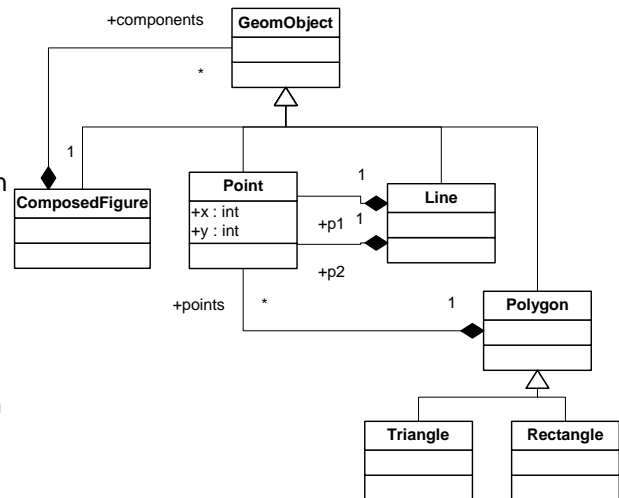 +components
GeomObject
*
1
n
ComposedFigure
Point
+x : int
+y : int
1
+p1
1
+p2
Line
+points
*
1
Polygon
Triangle
Rectangle